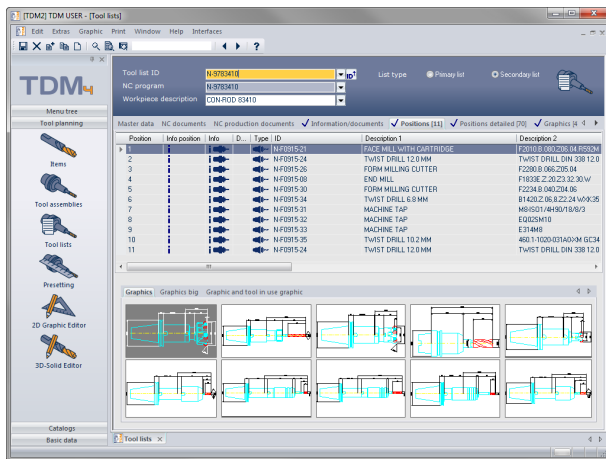 [TDM2] TDM USER - [Tool lists]
Edit Extras Graphic Print Window Help Interfaces
TDM4
Menu tree
Tool planning
Items
Tool assemblies
Tool lists
Presetting
2D Graphic Editor
3D-Solid Editor
Catalogs
Basic data
Tool list ID N-9783410 ID List type Primary list Secondary list
NC program N-9783410
Workpiece description CON-ROD 83410
Master data NC documents NC production documents Information/documents Positions [11] Positions detailed [70] Graphics [4
Position Info position Info D... Type ID Description 1 Description 2
1 N-F0915-21 FACE MILL WITH CARTRIDGE F2010.B.080.Z06.04.R592M
2 N-F0915-24 TWIST DRILL 12.0 MM TWIST DRILL DIN 338 12.0
3 N-F0915-26 FORM MILLING CUTTER F2280.B.066.Z05.04
4 N-F0915-08 END MILL F1833E.Z.20.Z3.32.30.W
5 N-F0915-30 FORM MILLING CUTTER F2234.B.040.Z04.06
6 N-F0915-34 TWIST DRILL 6.8 MM B1420.Z.06,8.Z2.24 WXK35
7 N-F0915-31 MACHINE TAP M8-ISO1/4H90/18/8/3
8 N-F0915-32 MACHINE TAP EQ02SM10
9 N-F0915-33 MACHINE TAP E314M8
10 N-F0915-35 TWIST DRILL 10.2 MM 460.1-1020-031A0-XM GC34
11 N-F0915-24 TWIST DRILL 12.0 MM TWIST DRILL DIN 338 12.0
Graphics Graphics big Graphic and tool in use graphic
Tool lists